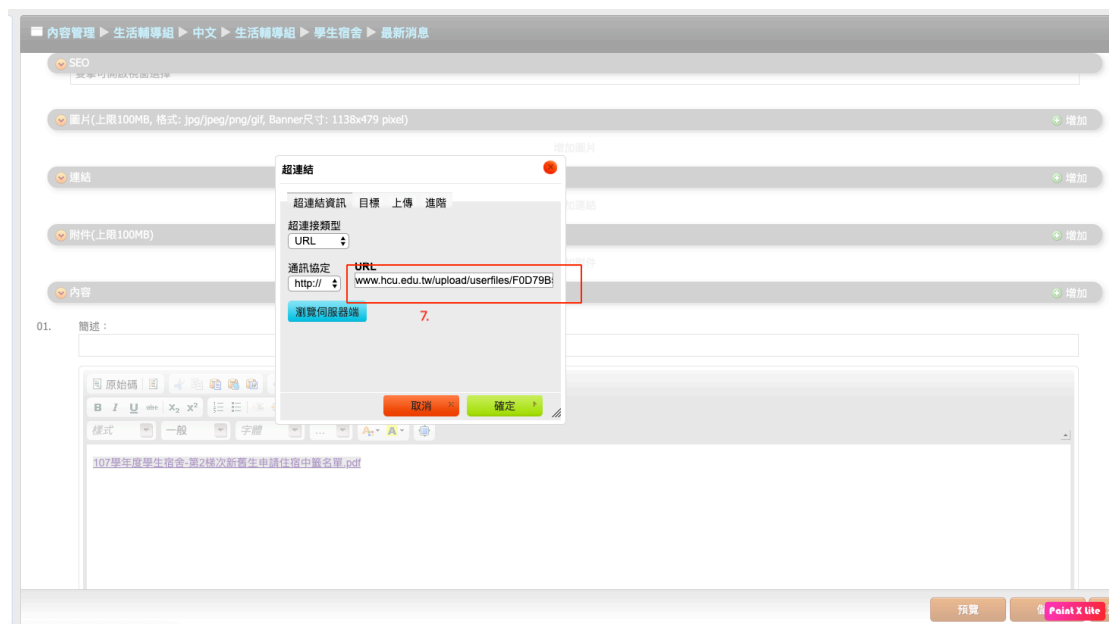 內容管理 ▶ 生活輔導組 ▶ 中文 ▶ 生活輔導組 ▶ 學生宿舍 ▶ 最新消息
SEO
圖片(上限100MB, 格式: jpg/jpeg/png/gif, Banner尺寸: 1138x479 pixel)
增加
增加圖片
連結
增加
附件(上限100MB)
增加
內容
增加
超連結
超連結資訊 目標 上傳 進階
超連接類型
URL
通訊協定 URL
http:// www.hcu.edu.tw/upload/userfiles/F0D79B
瀏覽伺服器端
7.
取消 確定
01. 簡述：
原始碼
B I U abc X₂ X²
樣式 一般 字體 ...
107學年度學生宿舍-第2梯次新舊生申請住宿中籤名單.pdf
預覽
Paint X lite